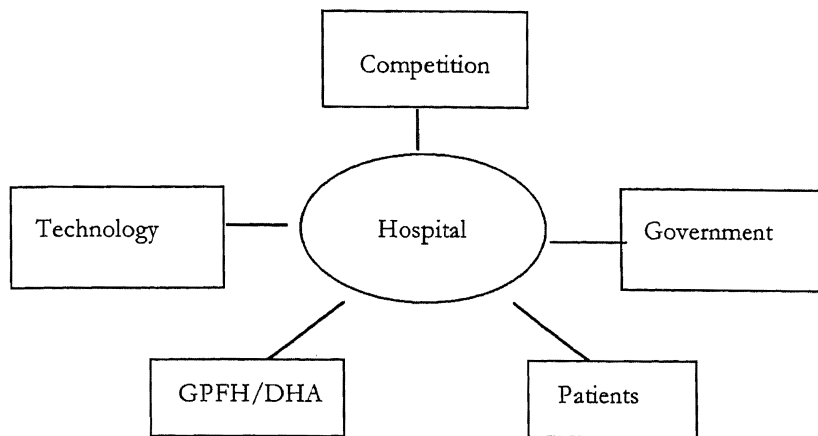 Competition
Technology
Hospital
Government
GPFH/DHA
Patients